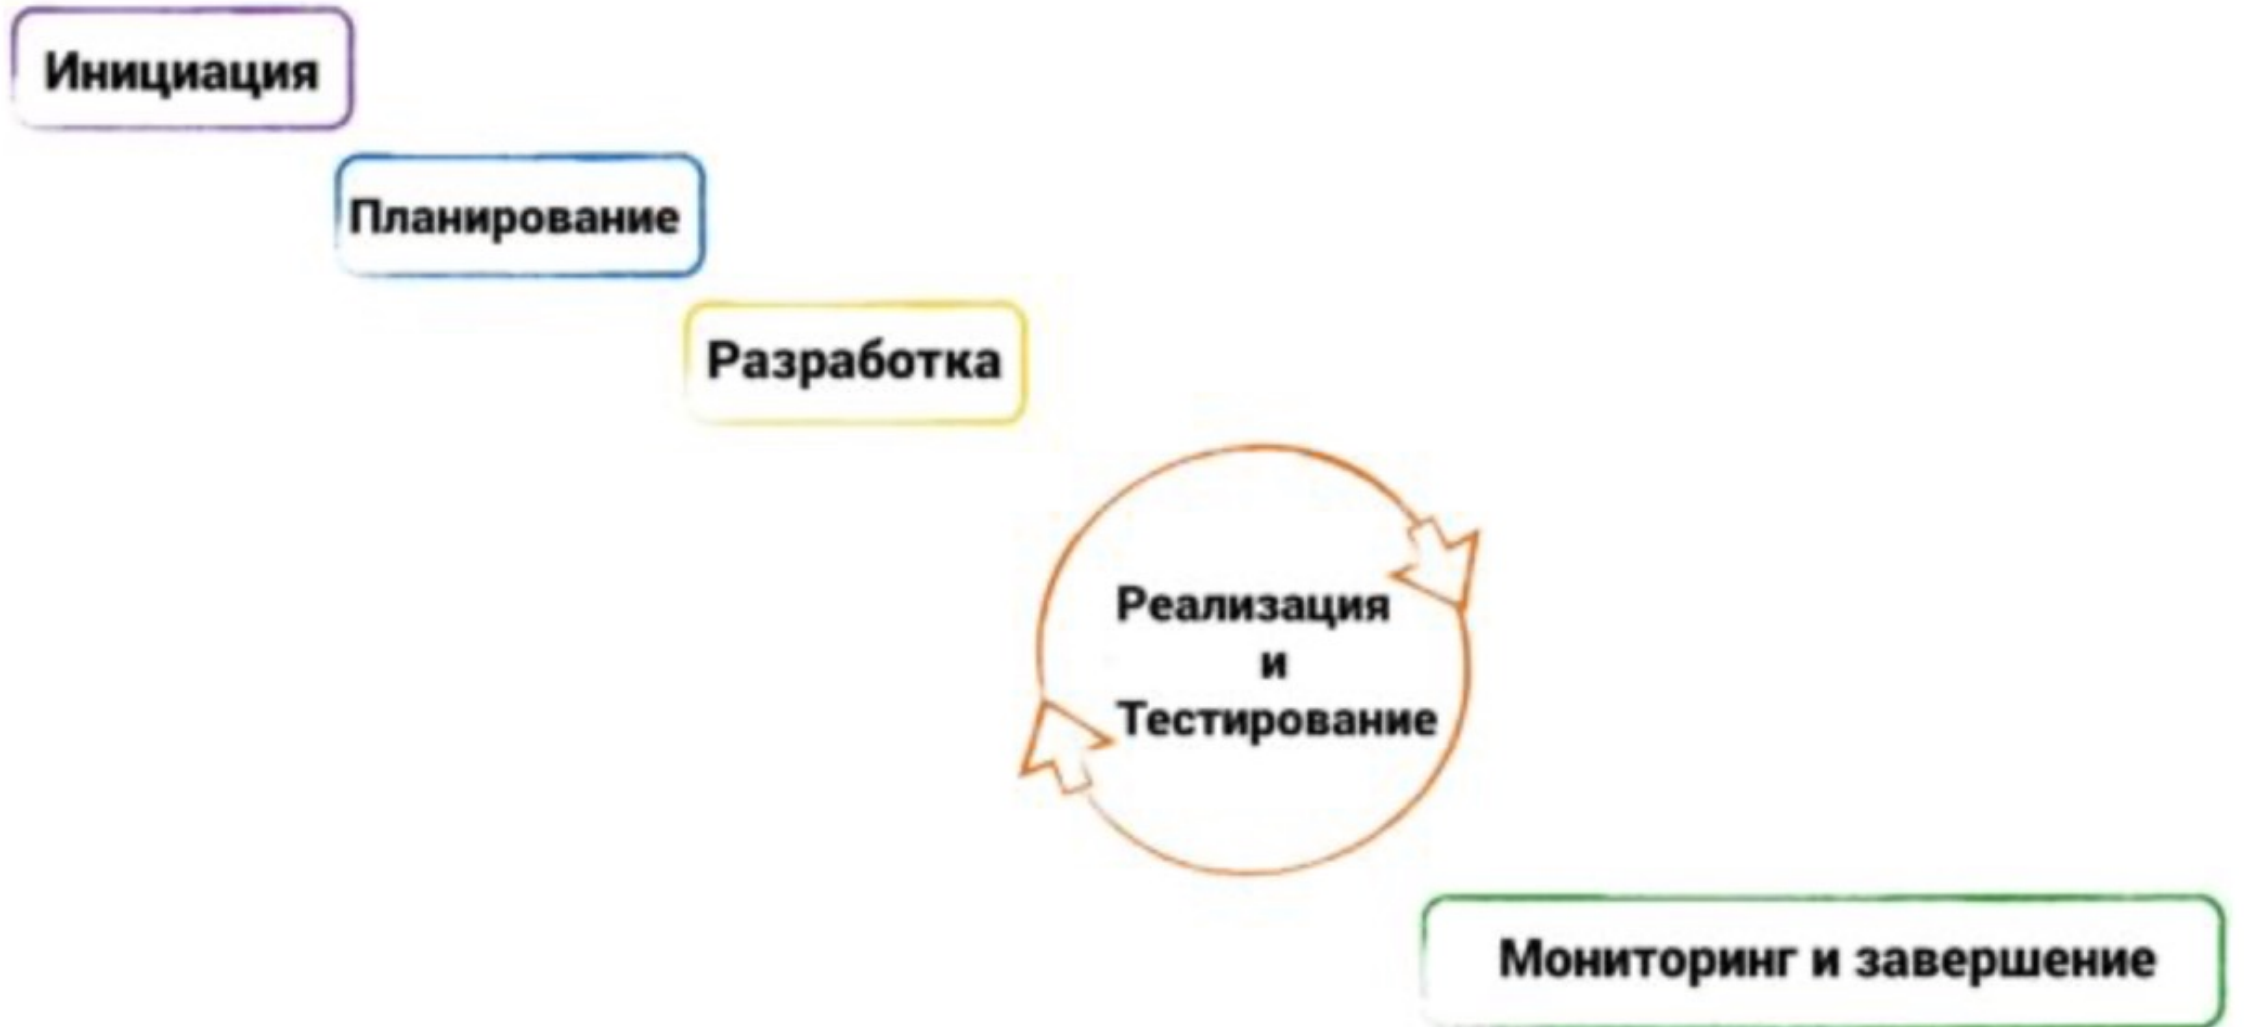 Инициация
Планирование
Разработка
Реализация
и
Тестирование
Мониторинг и завершение